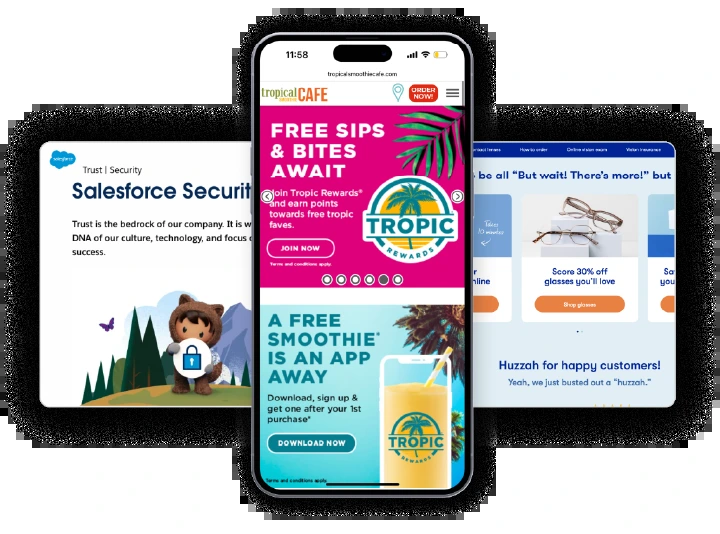 salesforce
Trust | Security
Salesforce Securit
Trust is the bedrock of our company. It is w
DNA of our culture, technology, and focus
success.
11:58
tropicalsmoothiecafe.com
tropical
CAFE
ORDER
NOW!
FREE SIPS
& BITES
AWAIT
Join Tropic Rewards®
and earn points
towards free tropic
faves.
JOIN NOW
Terms and conditions apply.
TROPIC
REWARDS
A FREE
SMOOTHIE*
IS AN APP
AWAY
Download, sign up &
get one after your 1st
purchase*
DOWNLOAD NOW
Terms and conditions apply.
TROPIC
REWARDS
ntact lenses
How to order
Online vision exam
Vision insurance
be all “But wait! There’s more!” but
Takes
10 minutes
r
nline
Score 30% off
glasses you’ll love
Shop glasses
Sa
you
Huzzah for happy customers!
Yeah, we just busted out a “huzzah.”